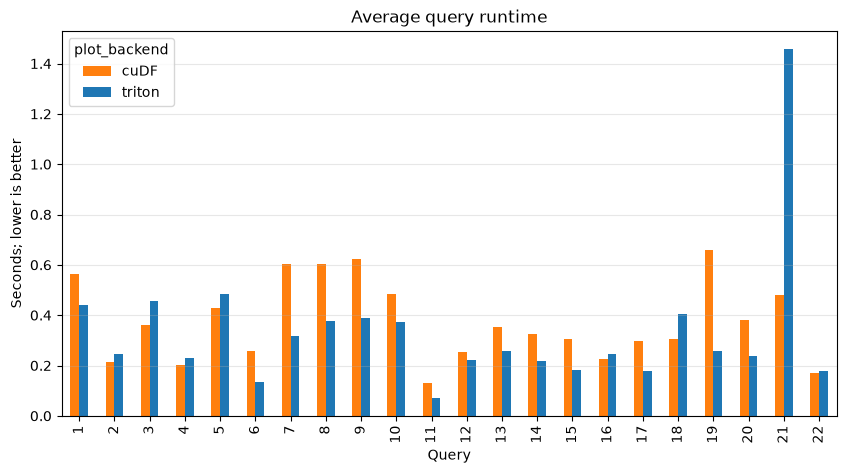 Average query runtime
plot_backend
cuDF
triton
Seconds; lower is better
1.4
1.2
1.0
0.8
0.6
0.4
0.2
0.0
1 2 3 4 5 6 7 8 9 10 11 12 13 14 15 16 17 18 19 20 21 22
Query